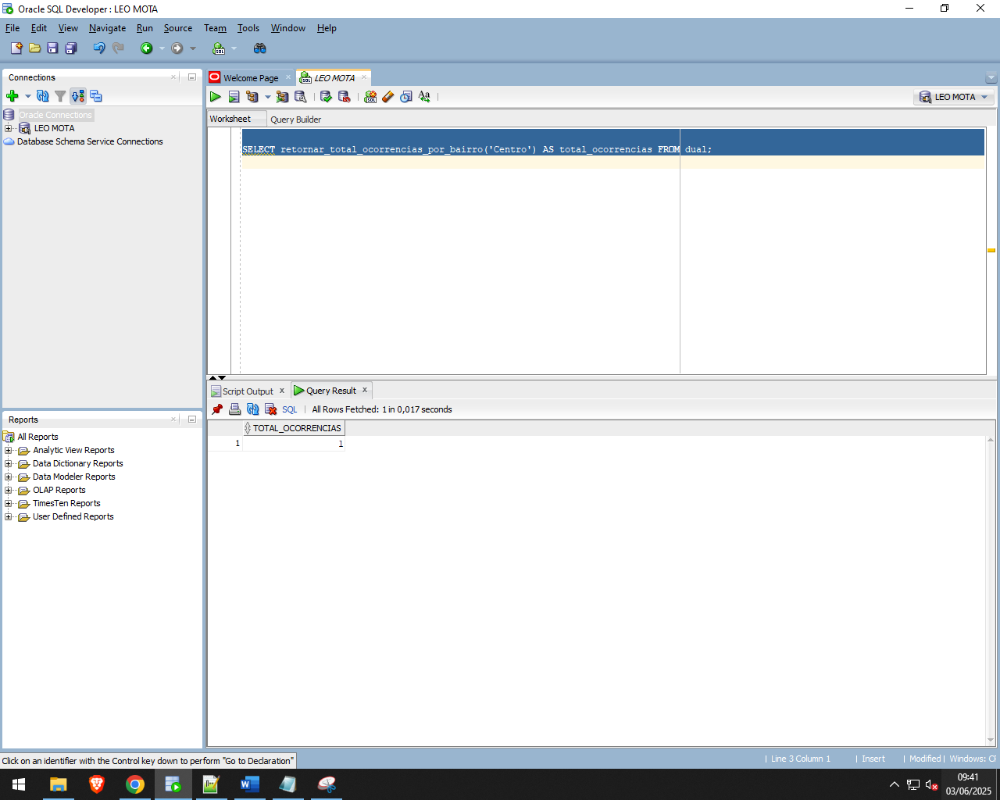 Oracle SQL Developer : LEO MOTA
File Edit View Navigate Run Source Team Tools Window Help
Connections
Oracle Connections
LEO MOTA
Database Schema Service Connections
Welcome Page
LEO MOTA
LEO MOTA
Worksheet
Query Builder
SELECT retornar_total_ocorrencias_por_bairro('Centro') AS total_ocorrencias FROM dual;
Script Output
Query Result
SQL
All Rows Fetched: 1 in 0,017 seconds
TOTAL_OCORRENCIAS
1 1
Reports
All Reports
Analytic View Reports
Data Dictionary Reports
Data Modeler Reports
OLAP Reports
TimesTen Reports
User Defined Reports
Click on an identifier with the Control key down to perform "Go to Declaration"
Line 3 Column 1
Insert
Modified
Windows: CF
09:41
03/06/2025